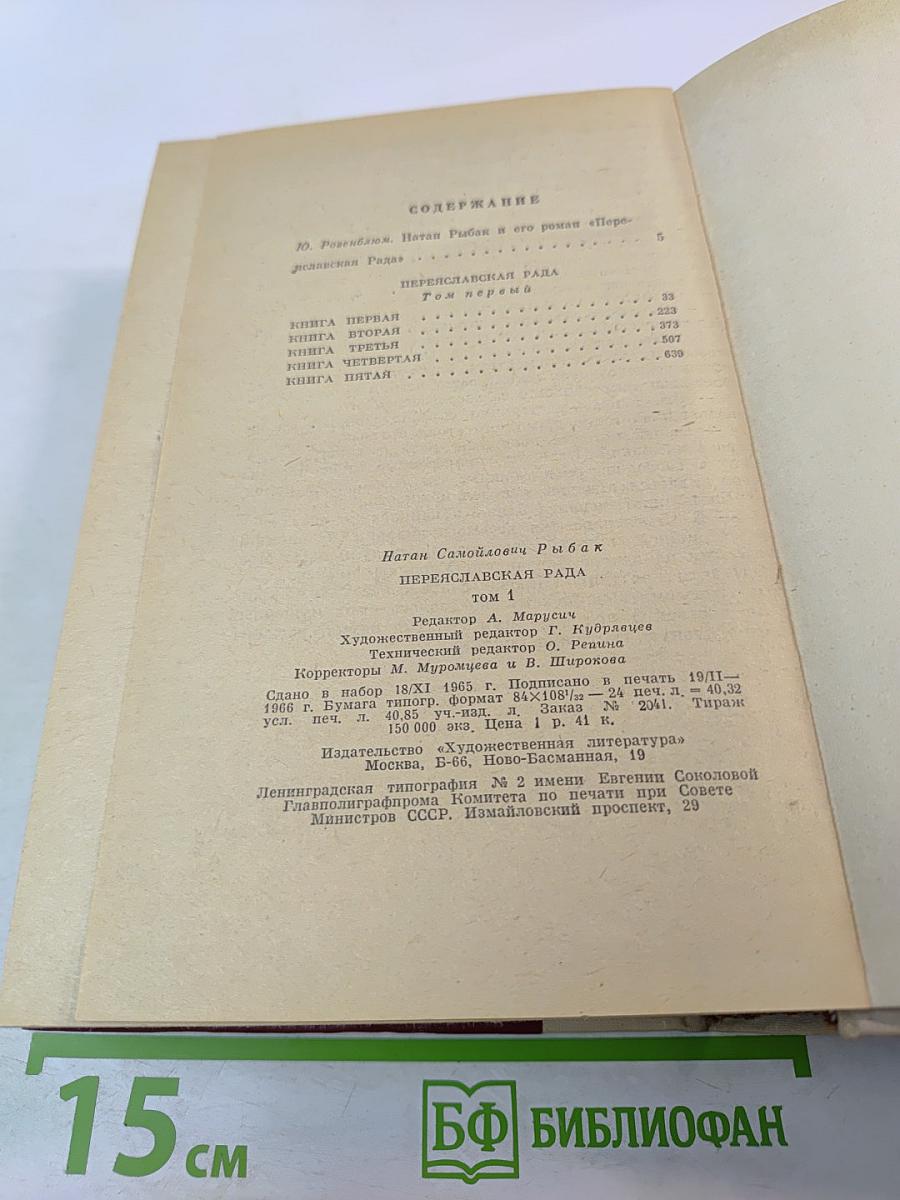 СОДЕРЖАНИЕ
Ю. Розенблюм. Натан Рыбак и его роман «Пере-
яславская Рада» . . . . . . . . . . . . . . . . 5
ПЕРЕЯСЛАВСКАЯ РАДА
Том первый
КНИГА ПЕРВАЯ . . . . . . . . . . . . . . . . 33
КНИГА ВТОРАЯ . . . . . . . . . . . . . . . . 223
КНИГА ТРЕТЬЯ . . . . . . . . . . . . . . . . 373
КНИГА ЧЕТВЕРТАЯ . . . . . . . . . . . . . . . 507
КНИГА ПЯТАЯ . . . . . . . . . . . . . . . . 639
Натан Самойлович Рыбак
ПЕРЕЯСЛАВСКАЯ РАДА
том 1
Редактор А. Марусич
Художественный редактор Г. Кудрявцев
Технический редактор О. Репина
Корректоры М. Муромцева и В. Широкова
Сдано в набор 18/XI 1965 г. Подписано в печать 19/II—
1966 г. Бумага типогр. формат 84×108¹/₃₂ — 24 печ. л. = 40,32
усл. печ. л. 40,85 уч.-изд. л. Заказ № 2041. Тираж
150 000 экз. Цена 1 р. 41 к.
Издательство «Художественная литература»
Москва, Б-66, Ново-Басманная, 19
Ленинградская типография № 2 имени Евгении Соколовой
Главполиграфпрома Комитета по печати при Совете
Министров СССР. Измайловский проспект, 29
15 см
БФ БИБЛИОФАН